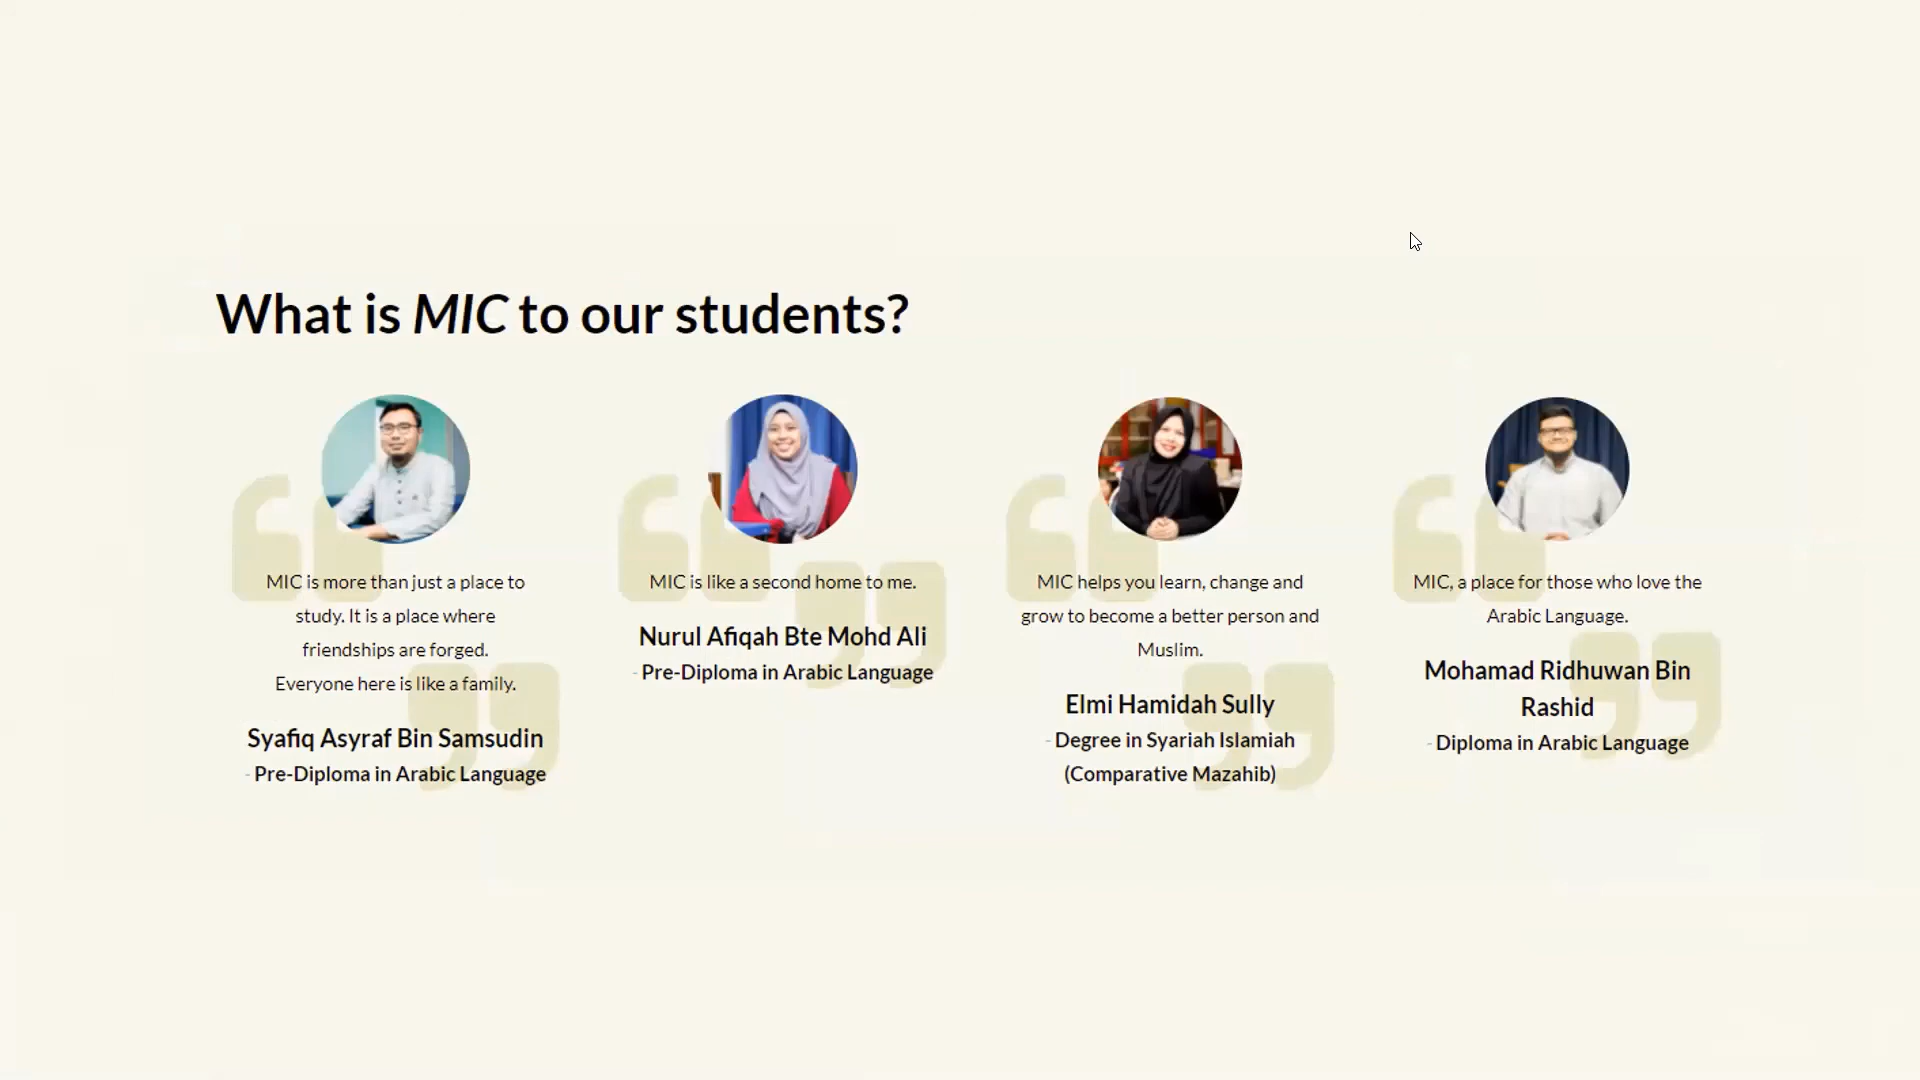 What is MIC to our students?
MIC is more than just a place to
study. It is a place where
friendships are forged.
Everyone here is like a family.
Syafiq Asyraf Bin Samsudin
- Pre-Diploma in Arabic Language
MIC is like a second home to me.
Nurul Afiqah Bte Mohd Ali
- Pre-Diploma in Arabic Language
MIC helps you learn, change and
grow to become a better person and
Muslim.
Elmi Hamidah Sully
- Degree in Syariah Islamiah
(Comparative Mazahib)
MIC, a place for those who love the
Arabic Language.
Mohamad Ridhuwan Bin
Rashid
- Diploma in Arabic Language